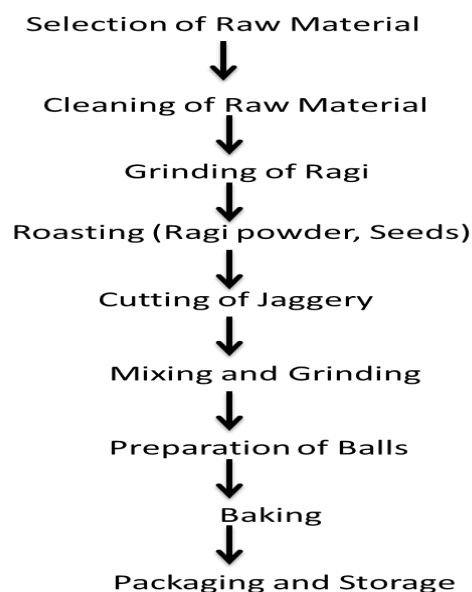 Selection of Raw Material
Cleaning of Raw Material
Grinding of Ragi
Roasting (Ragi powder, Seeds)
Cutting of Jaggery
Mixing and Grinding
Preparation of Balls
Baking
Packaging and Storage